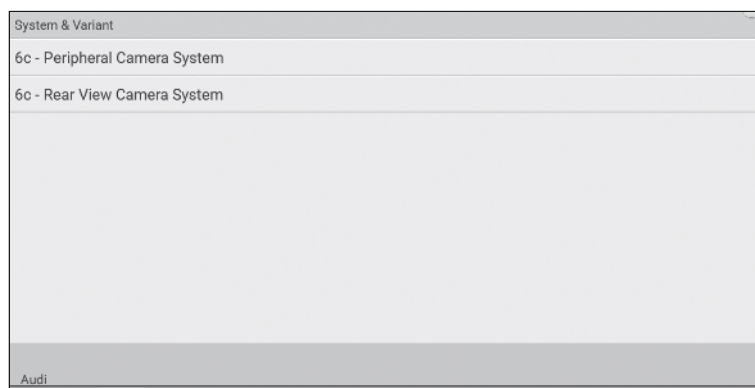 System & Variant
6c - Peripheral Camera System
6c - Rear View Camera System
Audi